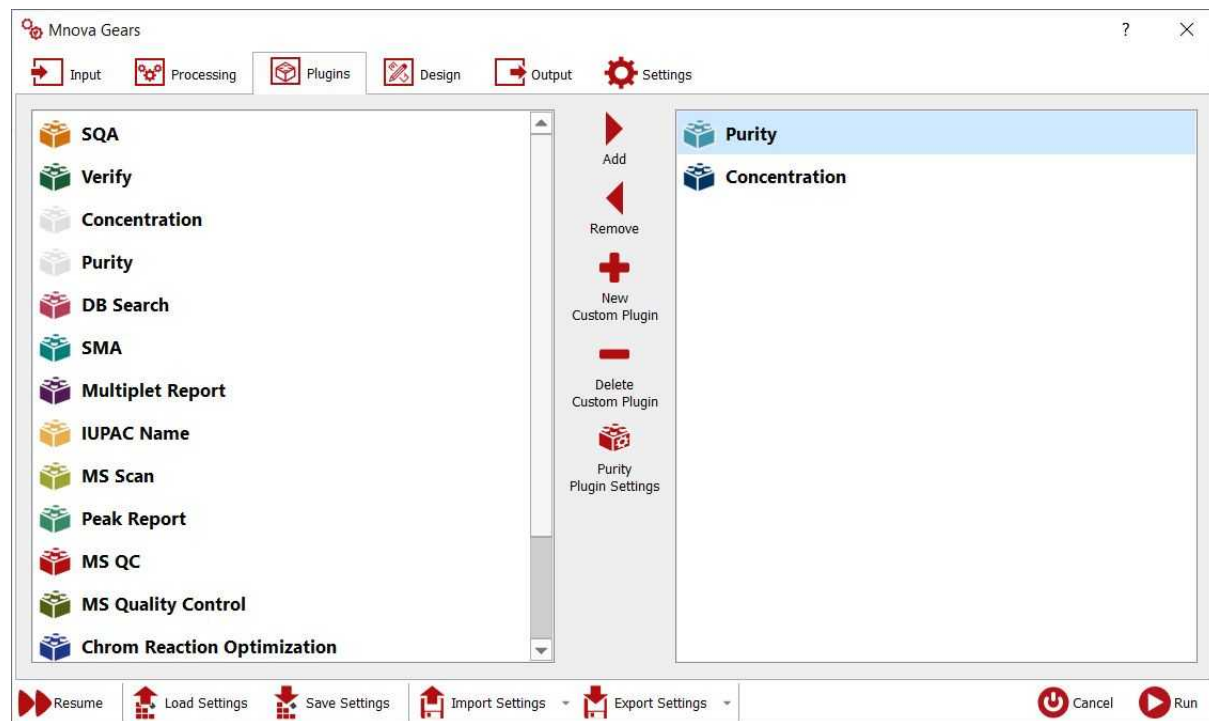 Mnova Gears
?
Input
Processing
Plugins
Design
Output
Settings
SQA
Verify
Concentration
Purity
DB Search
SMA
Multiplet Report
IUPAC Name
MS Scan
Peak Report
MS QC
MS Quality Control
Chrom Reaction Optimization
Add
Remove
New
Custom Plugin
Delete
Custom Plugin
Purity
Plugin Settings
Purity
Concentration
Resume
Load Settings
Save Settings
Import Settings
Export Settings
Cancel
Run